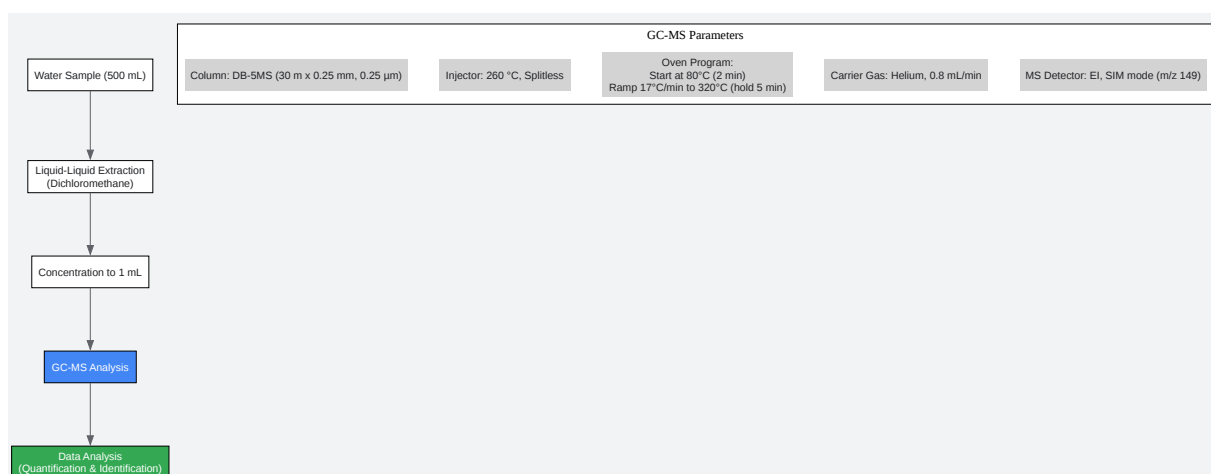 GC-MS Parameters
Water Sample (500 mL)
Column: DB-5MS (30 m x 0.25 mm, 0.25 µm)
Injector: 260 °C, Splitless
Oven Program:
Start at 80°C (2 min)
Ramp 17°C/min to 320°C (hold 5 min)
Carrier Gas: Helium, 0.8 mL/min
MS Detector: EI, SIM mode (m/z 149)
Liquid-Liquid Extraction
(Dichloromethane)
Concentration to 1 mL
GC-MS Analysis
Data Analysis
(Quantification & Identification)